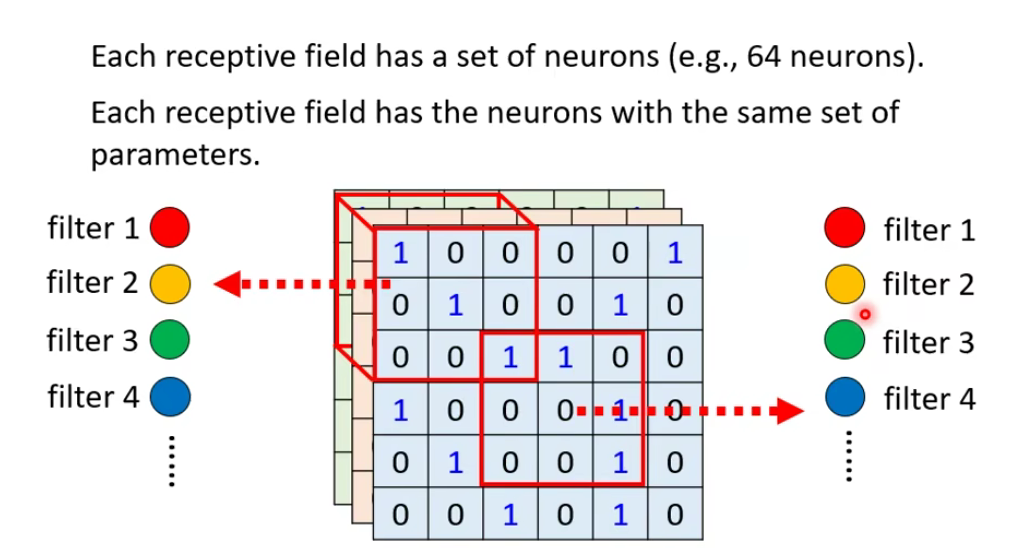 Each receptive field has a set of neurons (e.g., 64 neurons).
Each receptive field has the neurons with the same set of
parameters.
filter 1
filter 2
filter 3
filter 4
1 0 0 0 0 1
0 1 0 0 1 0
0 0 1 1 0 0
1 0 0 0 1 0
0 1 0 0 1 0
0 0 1 0 1 0
filter 1
filter 2
filter 3
filter 4